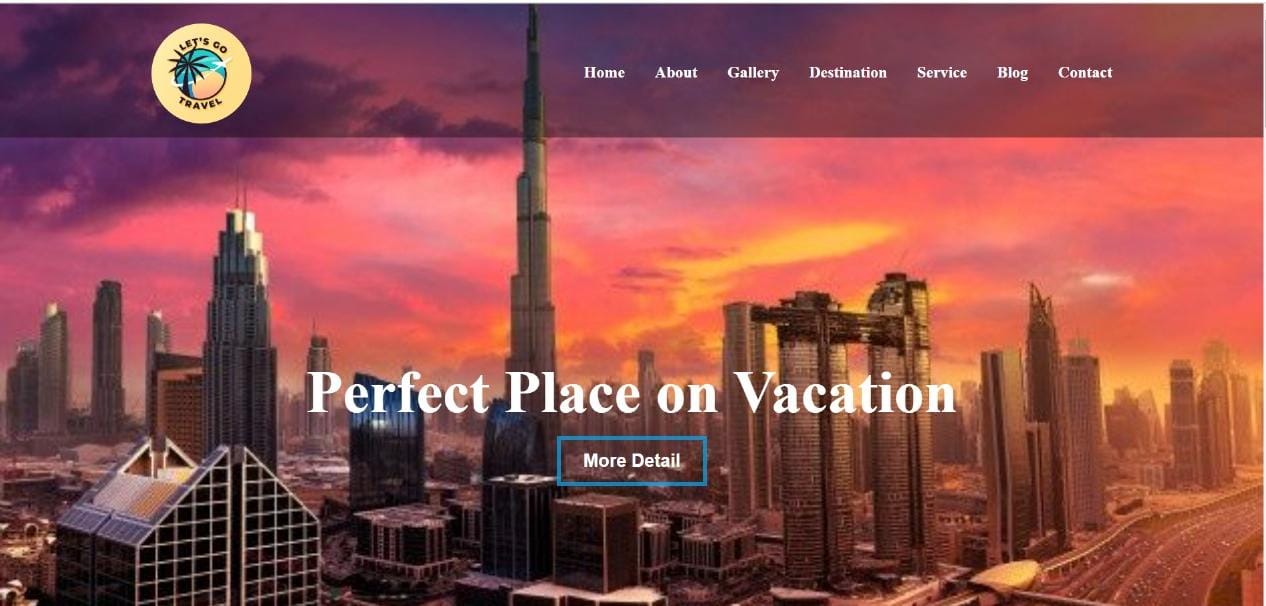 LET'S GO
TRAVEL
Home About Gallery Destination Service Blog Contact
Perfect Place on Vacation
More Detail